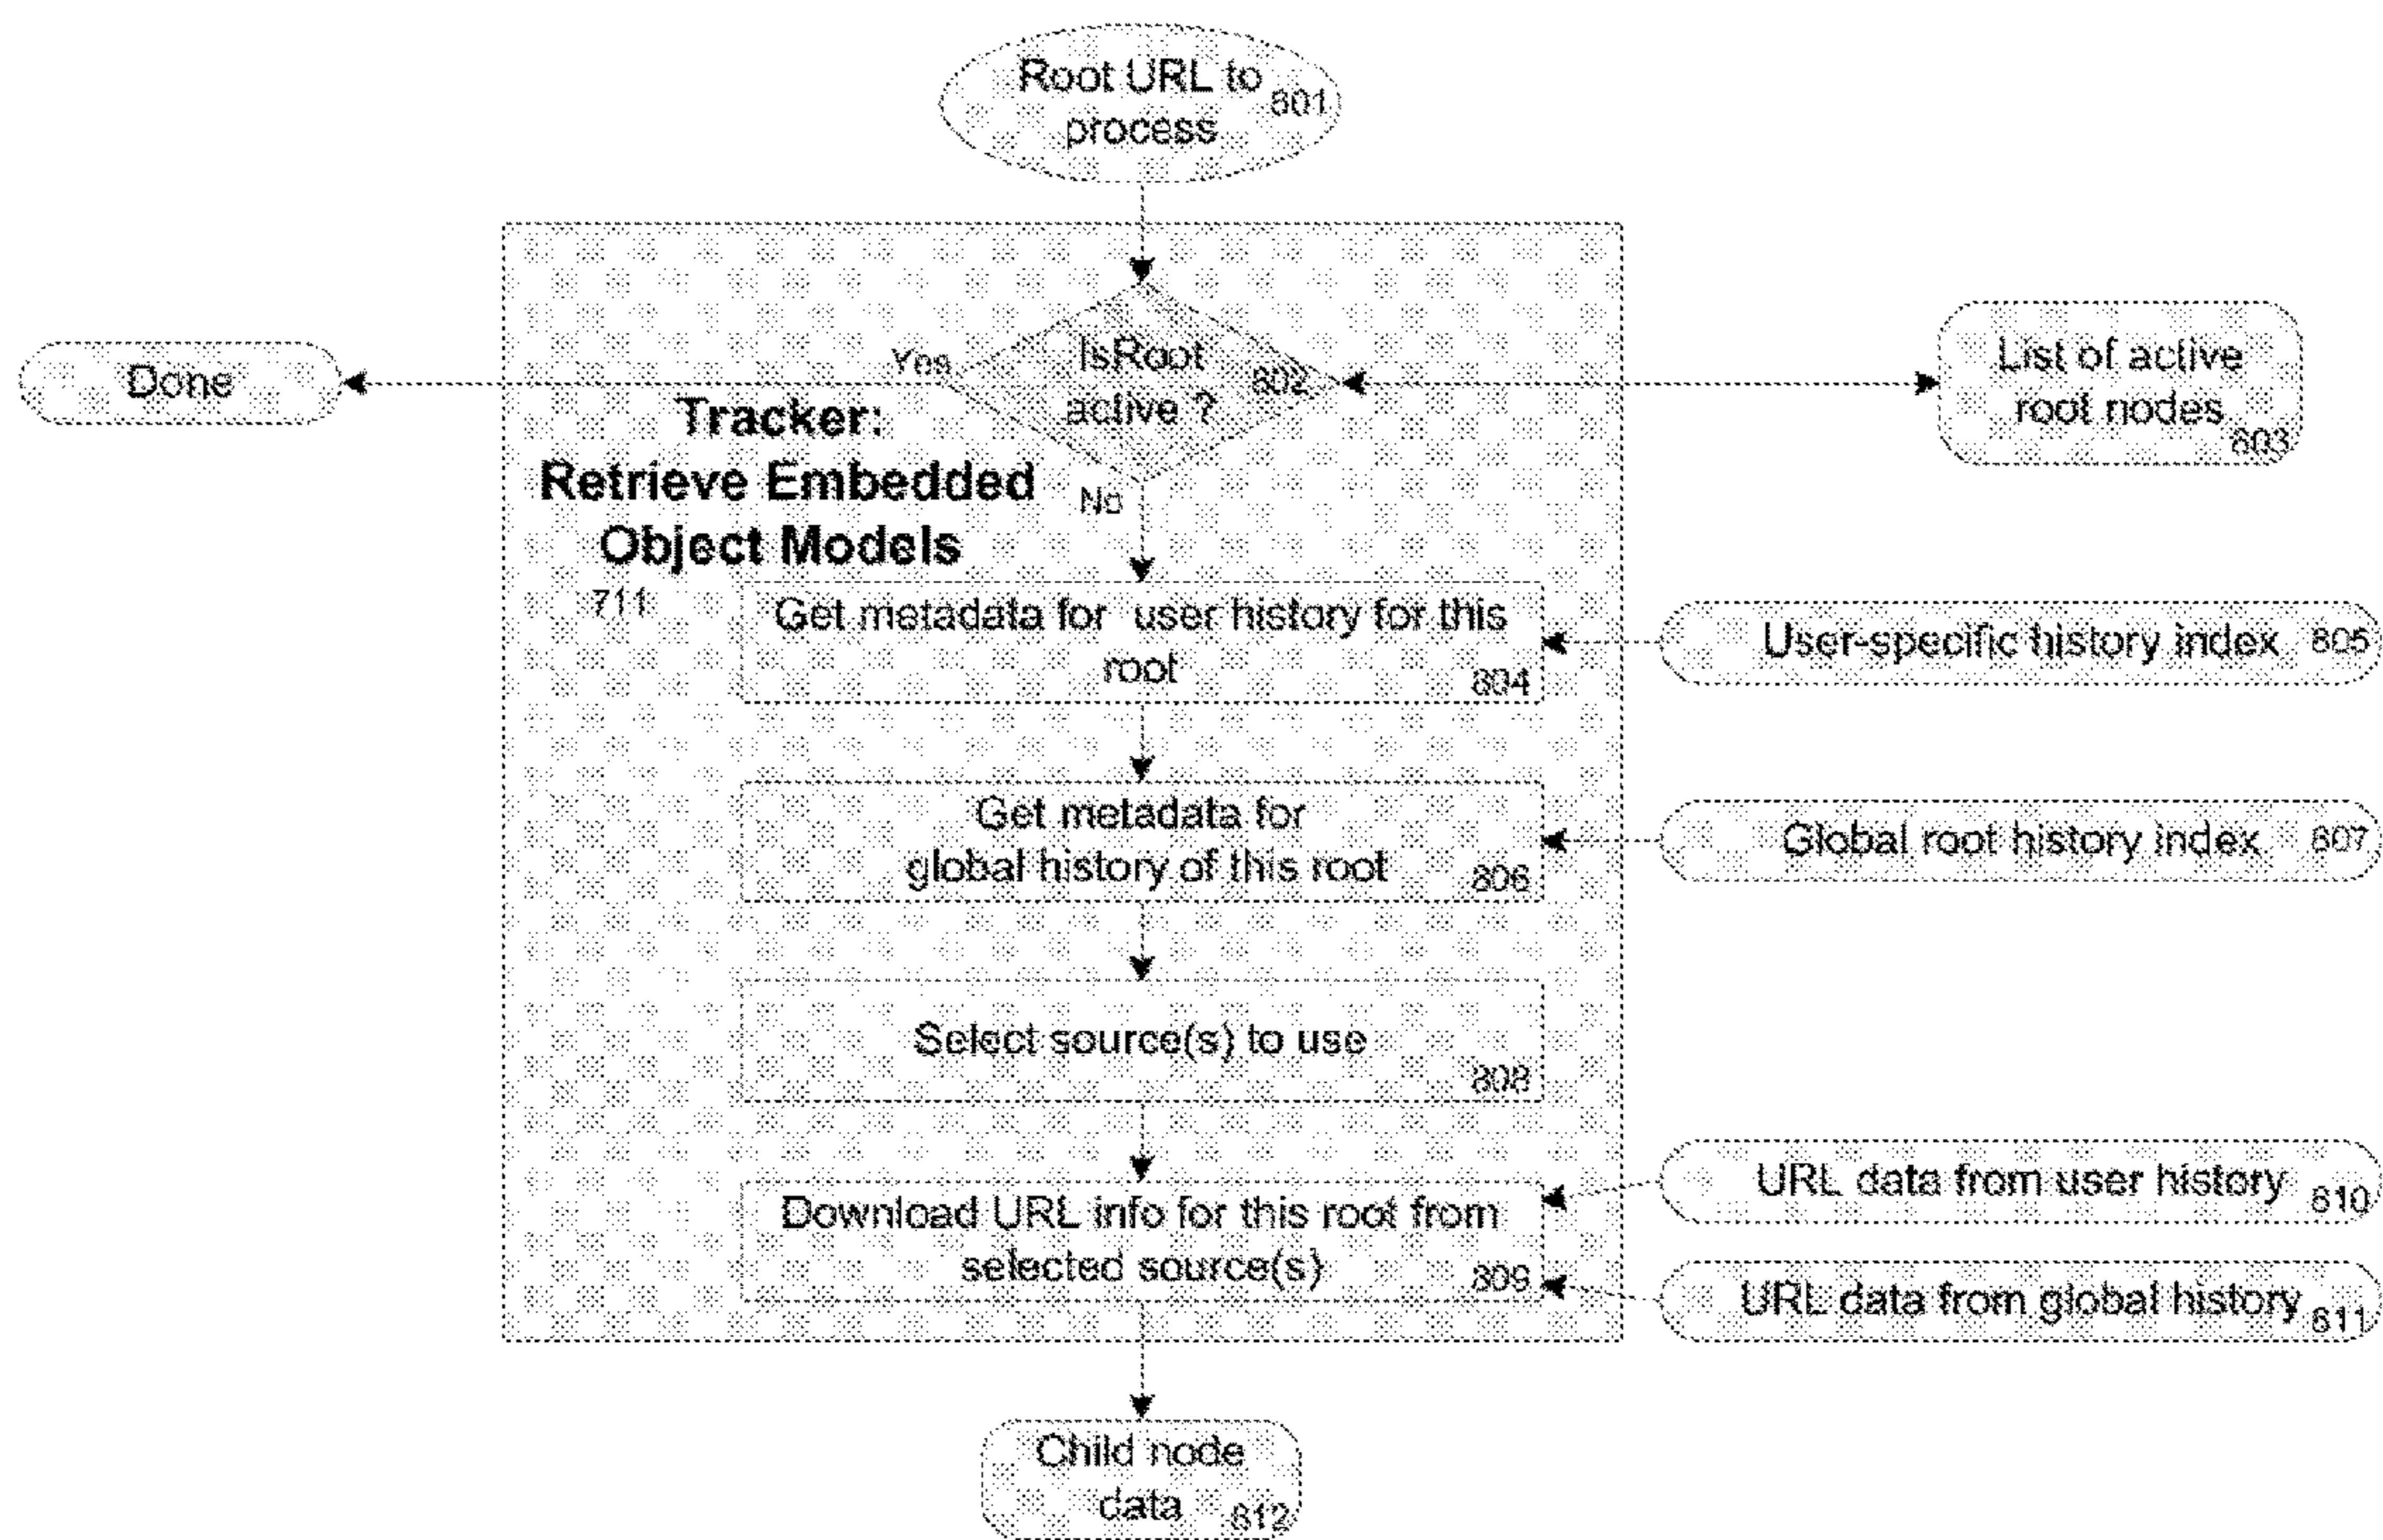 Root URL to
process
801
Yes
IsRoot
active ?
802
Done
List of active
root nodes
803
No
Tracker:
Retrieve Embedded
Object Models
711
Get metadata for user history for this
root
804
User-specific history index 805
Get metadata for
global history of this root
806
Global root history index 807
Select source(s) to use
808
Download URL info for this root from
selected source(s)
809
URL data from user history
810
URL data from global history
811
Child node
data
812